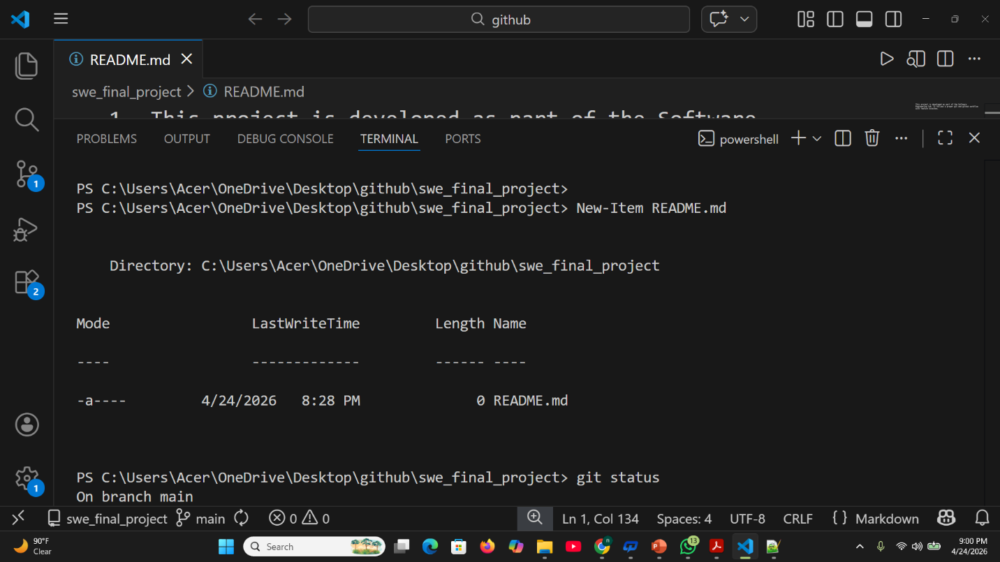 github
README.md
swe_final_project > README.md
1 This project is developed as part of the Software
PROBLEMS OUTPUT DEBUG CONSOLE TERMINAL PORTS powershell
PS C:\Users\Acer\OneDrive\Desktop\github\swe_final_project>
PS C:\Users\Acer\OneDrive\Desktop\github\swe_final_project> New-Item README.md
Directory: C:\Users\Acer\OneDrive\Desktop\github\swe_final_project
Mode LastWriteTime Length Name
---- ------------- ------ ----
-a---- 4/24/2026 8:28 PM 0 README.md
PS C:\Users\Acer\OneDrive\Desktop\github\swe_final_project> git status
On branch main
1
2
1
swe_final_project main 0 0 Ln 1, Col 134 Spaces: 4 UTF-8 CRLF { } Markdown
90°F
Clear
Search
n
13
9:00 PM
4/24/2026